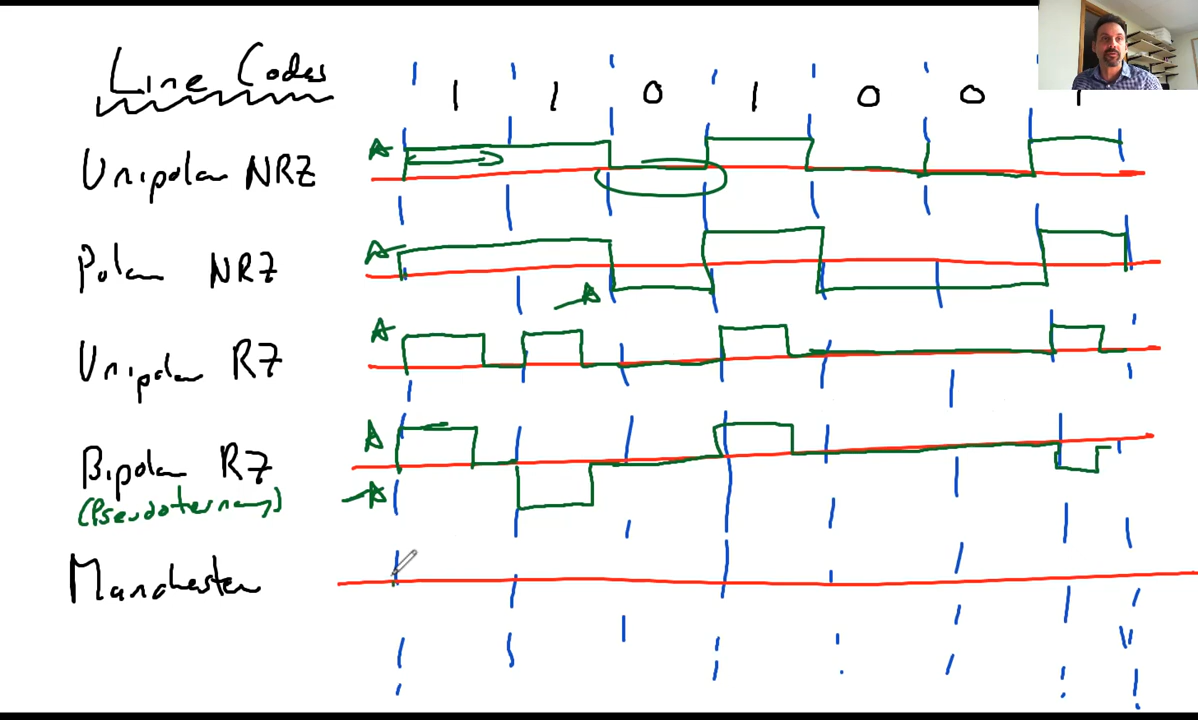 Line Codes
1 1 0 1 0 0 1
Unipolar NRZ A
Polar NRZ A
-A
Unipolar RZ A
Bipolar RZ A
(Pseudoternary) -A
Manchester